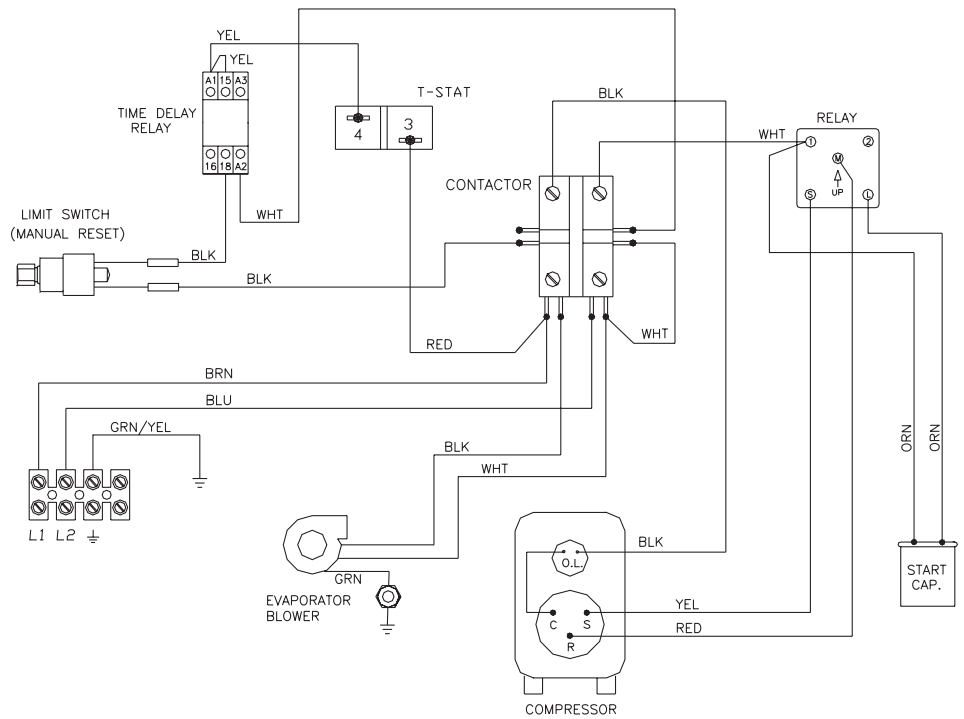 YEL
YEL
A1 15 A3
TIME DELAY
RELAY
16 18 A2
T-STAT
4
3
BLK
WHT
RELAY
1
2
M
UP
S
L
CONTACTOR
WHT
LIMIT SWITCH
(MANUAL RESET)
BLK
BLK
RED
WHT
BRN
BLU
GRN/YEL
BLK
WHT
ORN
ORN
L1 L2
GRN
EVAPORATOR
BLOWER
O.L.
BLK
C S
R
YEL
RED
COMPRESSOR
START
CAP.